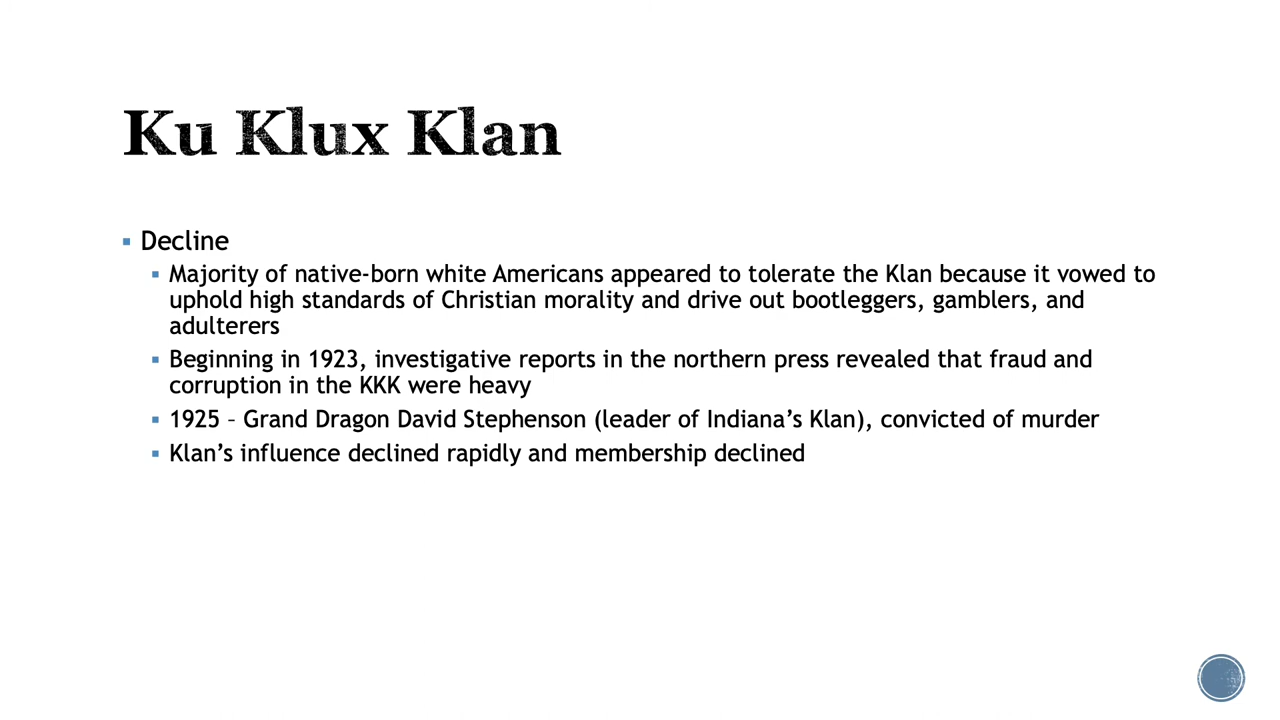 Ku Klux Klan
▪ Decline
▪ Majority of native-born white Americans appeared to tolerate the Klan because it vowed to
uphold high standards of Christian morality and drive out bootleggers, gamblers, and
adulterers
▪ Beginning in 1923, investigative reports in the northern press revealed that fraud and
corruption in the KKK were heavy
▪ 1925 – Grand Dragon David Stephenson (leader of Indiana’s Klan), convicted of murder
▪ Klan’s influence declined rapidly and membership declined